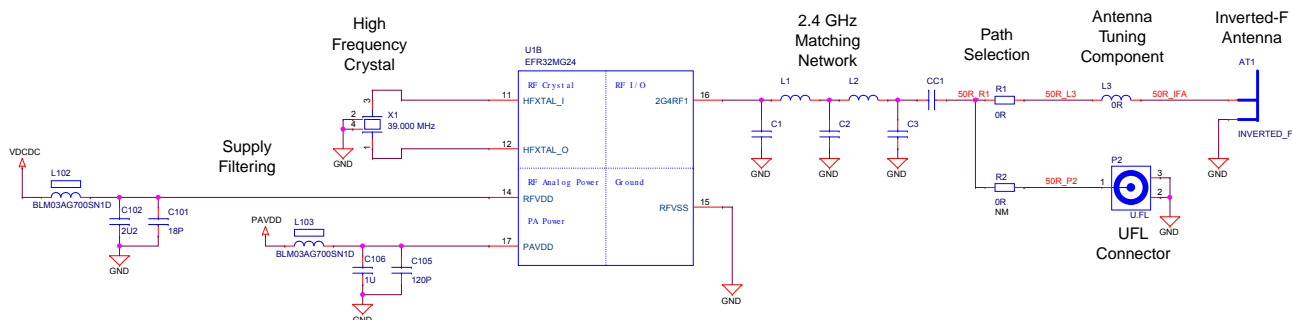 High
Frequency
Crystal
U1B
EFR32MG24
2.4 GHz
Matching
Network
Path
Selection
Antenna
Tuning
Component
Inverted-F
Antenna
AT1
RF Crystal
RF I/O
11
HFXTAL_I
2G4RF1
16
L1
L2
CC1
50R_R1
R1
0R
50R_L3
L3
0R
50R_IFA
INVERTED_F
3
2
4
1
X1
39.000 MHz
GND
12
HFXTAL_O
C1
C2
C3
GND
GND
GND
GND
Supply
Filtering
VDCDC
L102
BLM03AG700SN1D
RF Analog Power
Ground
14
RFVDD
RFVSS
15
R2
0R
NM
50R_P2
P2
1
3
2
U.FL
GND
UFL
Connector
C102
2U2
C101
18P
GND
PAVDD
L103
BLM03AG700SN1D
PA Power
17
PAVDD
C106
1U
C105
120P
GND
GND